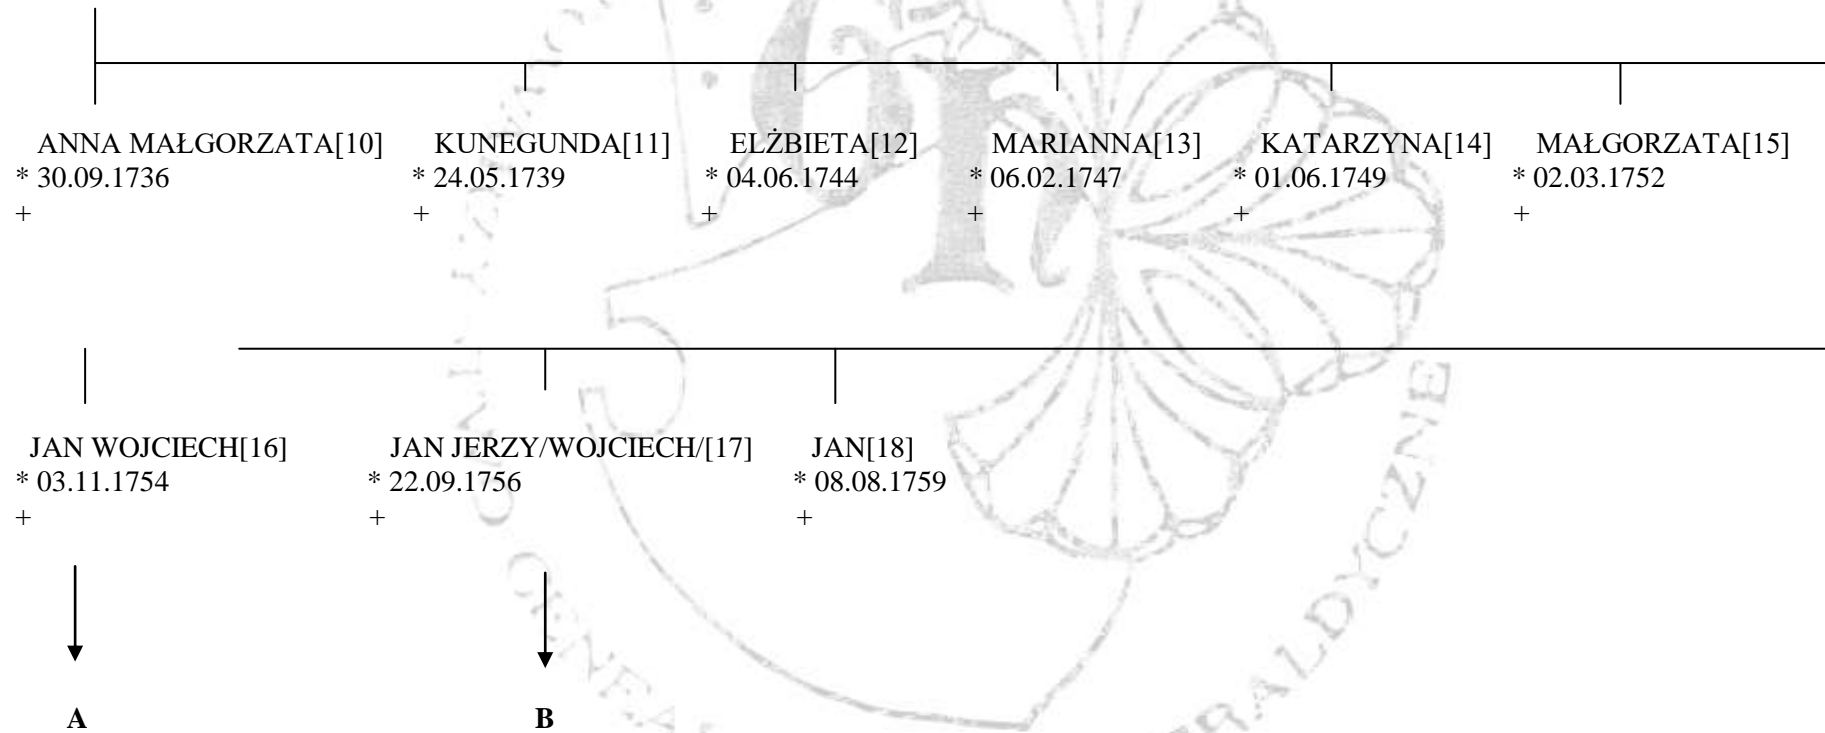 ANNA MAŁGORZATA[10] KUNEGUNDA[11] ELŻBIETA[12] MARIANNA[13] KATARZYNA[14] MAŁGORZATA[15]
* 30.09.1736 * 24.05.1739 * 04.06.1744 * 06.02.1747 * 01.06.1749 * 02.03.1752
+ + + + + +
JAN WOJCIECH[16] JAN JERZY/WOJCIECH/[17] JAN[18]
* 03.11.1754 * 22.09.1756 * 08.08.1759
+ + +
A B